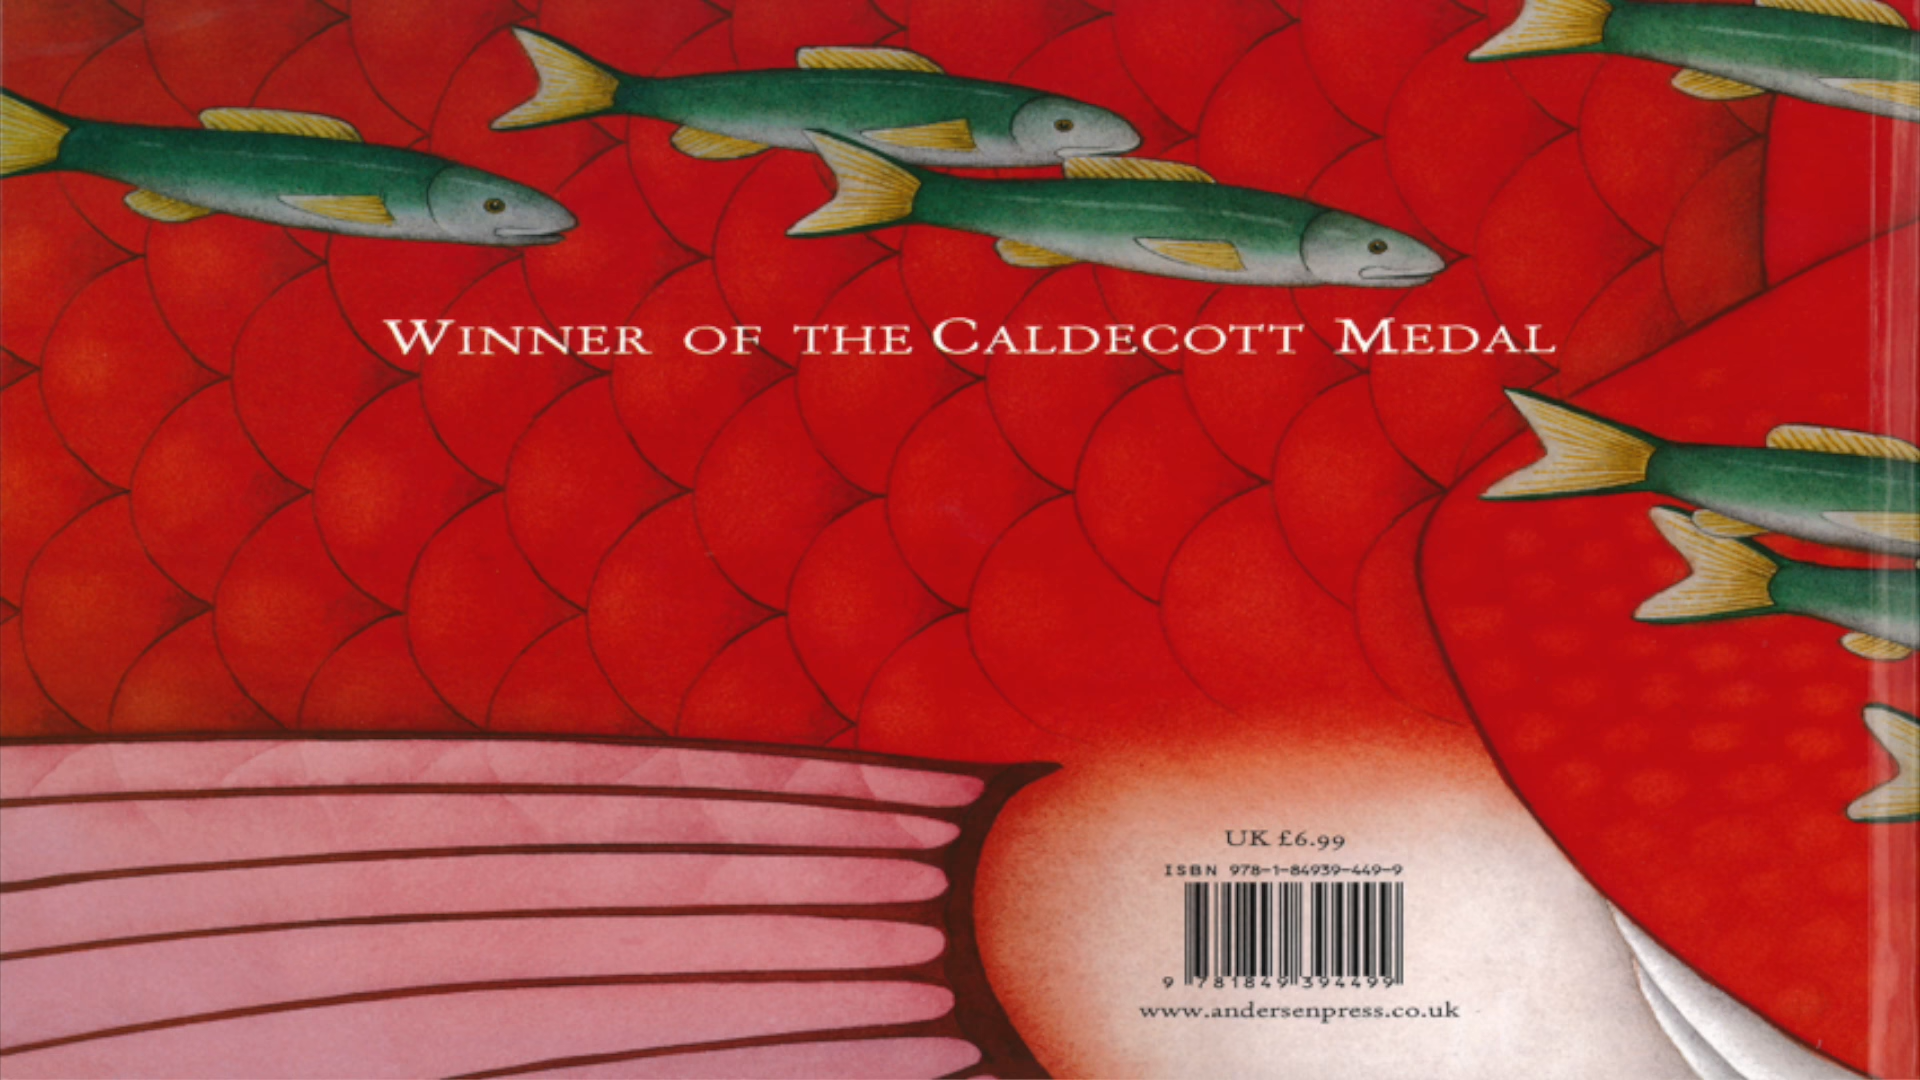 WINNER OF THE CALDECOTT MEDAL
UK £6.99
ISBN 978-1-84939-449-9
9 781849 394499
www.andersenpress.co.uk